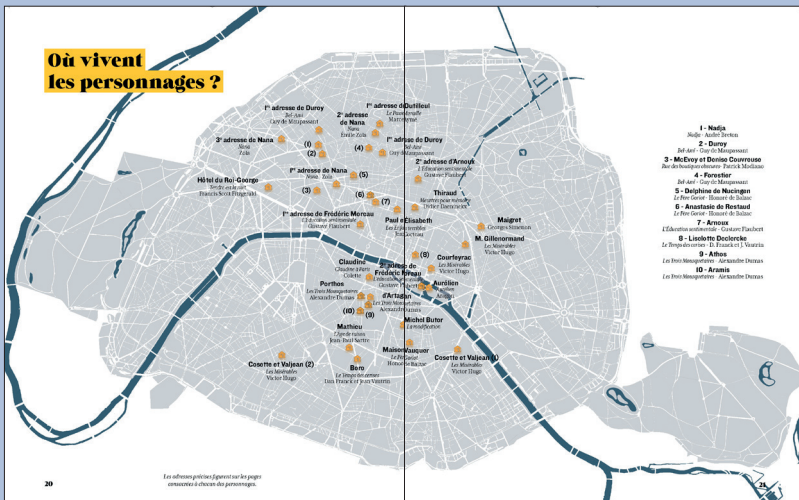 Où vivent
les personnages ?
1re adresse de Duroy
Bel-Ami
Guy de Maupassant
2e adresse
de Nana
Nana
Émile Zola
1re adresse de Dutilleul
Le Passe-muraille
Marcel Aymé
3e adresse de Nana
Nana
Zola
(1)
(2)
(4)
1re adresse de Duroy
Bel-Ami
Guy de Maupassant
Hôtel du Roi-George
Francis Scott Fitzgerald
1re adresse de Nana
Nana Zola
(3)
(5)
(6)
(7)
2e adresse d'Arnoux
L'Éducation sentimentale
Gustave Flaubert
Thiraud
Meurtres pour mémoire
Didier Daeninckx
1re adresse de Frédéric Moreau
L'Éducation sentimentale
Gustave Flaubert
Paul et Élisabeth
Les Enfants terribles
Jean Cocteau
Maigret
Georges Simenon
M. Gillenormand
Les Misérables
Victor Hugo
(8)
Courfeyrac
Les Misérables
Victor Hugo
Claudine
Claudine à Paris
Colette
2e adresse de
Frédéric Moreau
L'Éducation sentimentale
Gustave Flaubert
Aurélien
Aurélien
Aragon
Porthos
Les Trois Mousquetaires
Alexandre Dumas
d'Artagnan
Les Trois Mousquetaires
Alexandre Dumas
(10)
(9)
Michel Butor
La modification
Mathieu
L'Âge de raison
Jean-Paul Sartre
Maison Vauquer
Le Père Goriot
Honoré de Balzac
Cosette et Valjean (1)
Les Misérables
Victor Hugo
Cosette et Valjean (2)
Les Misérables
Victor Hugo
Boro
Le Temps des cerises
Dan Franck et Jean Vautrin
1 - Nadja
Nadja - André Breton
2 - Duroy
Bel-Ami - Guy de Maupassant
3 - McEvoy et Denise Couvreuse
Rue des boutiques obscures - Patrick Modiano
4 - Forestier
Bel-Ami - Guy de Maupassant
5 - Delphine de Nucingen
Le Père Goriot - Honoré de Balzac
6 - Anastasie de Restaud
Le Père Goriot - Honoré de Balzac
7 - Arnoux
L'Éducation sentimentale - Gustave Flaubert
8 - Liselotte Declercke
Le Temps des cerises - D. Franck et J. Vautrin
9 - Athos
Les Trois Mousquetaires - Alexandre Dumas
10 - Aramis
Les Trois Mousquetaires - Alexandre Dumas
Les adresses précises figurent sur les pages
consacrées à chacun des personnages.
20
21